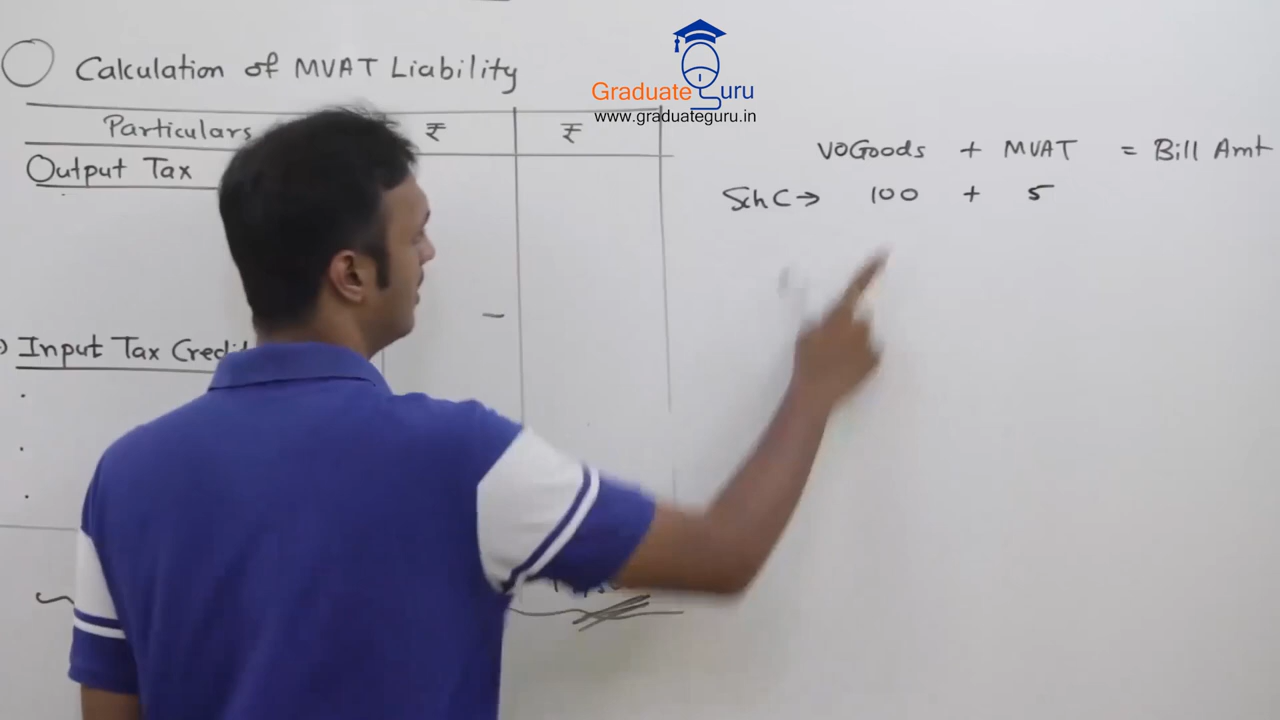 Calculation of MVAT Liability
Particulars ₹ ₹
Output Tax
Input Tax Credit
Graduate Guru
www.graduateguru.in
VOGoods + MVAT = Bill Amt
Sch C → 100 + 5